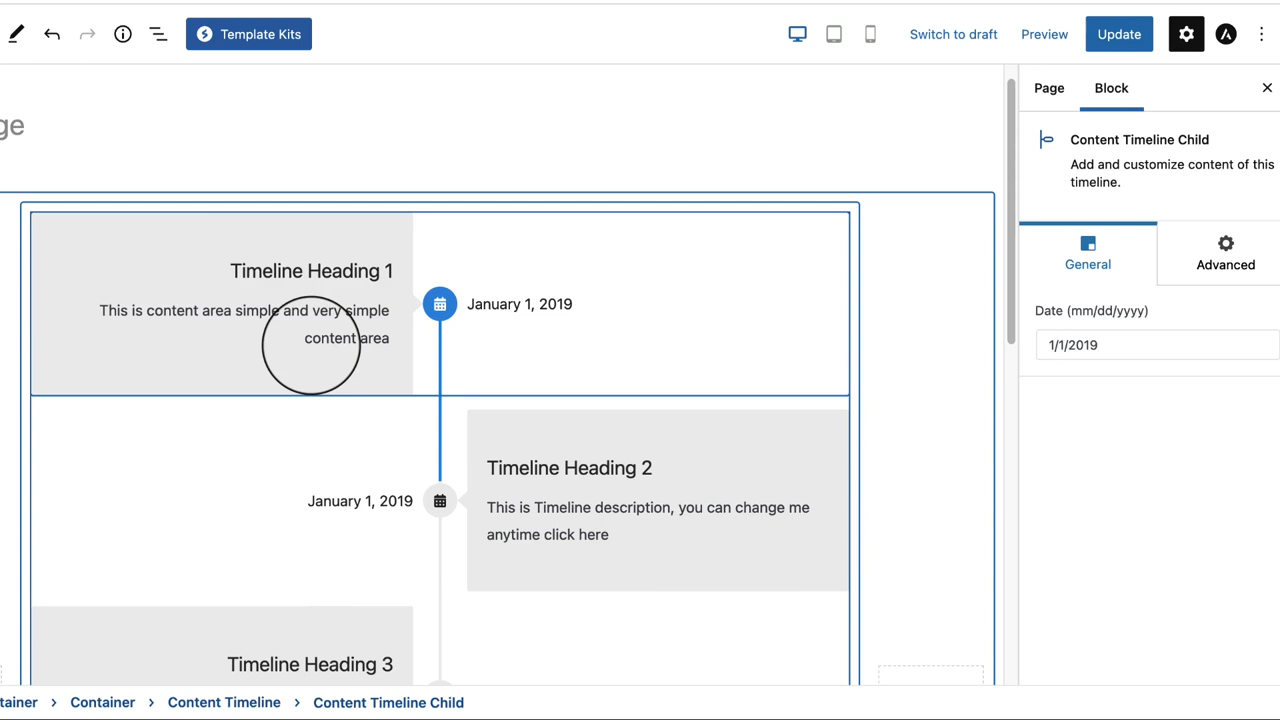 Template Kits
Switch to draft
Preview
Update
Page
Block
ge
Content Timeline Child
Add and customize content of this
timeline.
General
Advanced
Date (mm/dd/yyyy)
1/1/2019
Timeline Heading 1
This is content area simple and very simple
content area
January 1, 2019
Timeline Heading 2
This is Timeline description, you can change me
anytime click here
January 1, 2019
Timeline Heading 3
tainer > Container > Content Timeline > Content Timeline Child